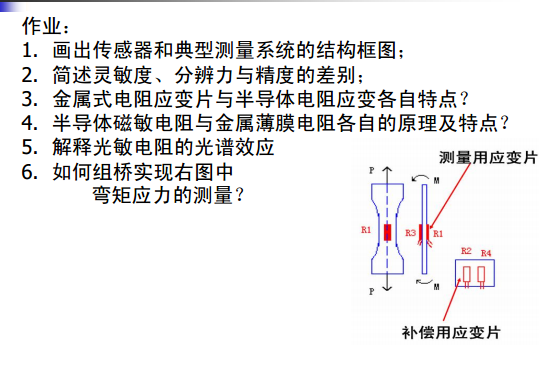 作业：
1. 画出传感器和典型测量系统的结构框图；
2. 简述灵敏度、分辨力与精度的差别；
3. 金属式电阻应变片与半导体电阻应变各自特点？
4. 半导体磁敏电阻与金属薄膜电阻各自的原理及特点？
5. 解释光敏电阻的光谱效应
6. 如何组桥实现右图中
弯矩应力的测量？
测量用应变片
P
M
R1
R3
R1
R2
R4
P
M
补偿用应变片